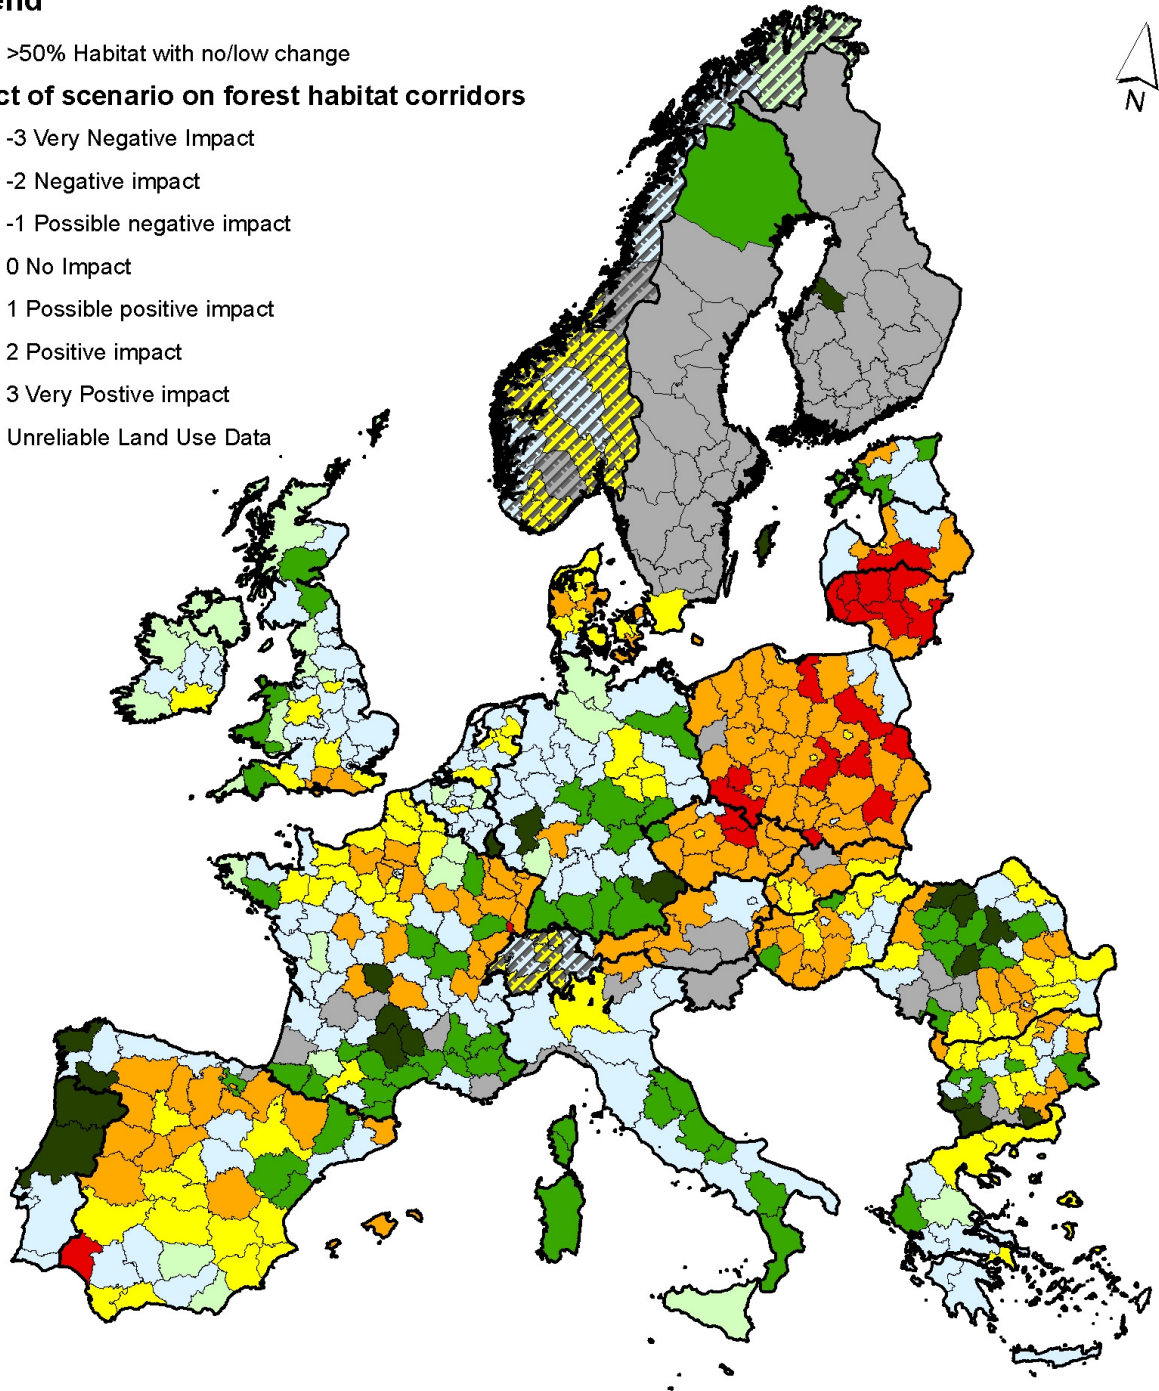 end
>50% Habitat with no/low change
ct of scenario on forest habitat corridors
-3 Very Negative Impact
-2 Negative impact
-1 Possible negative impact
0 No Impact
1 Possible positive impact
2 Positive impact
3 Very Postive impact
Unreliable Land Use Data
N